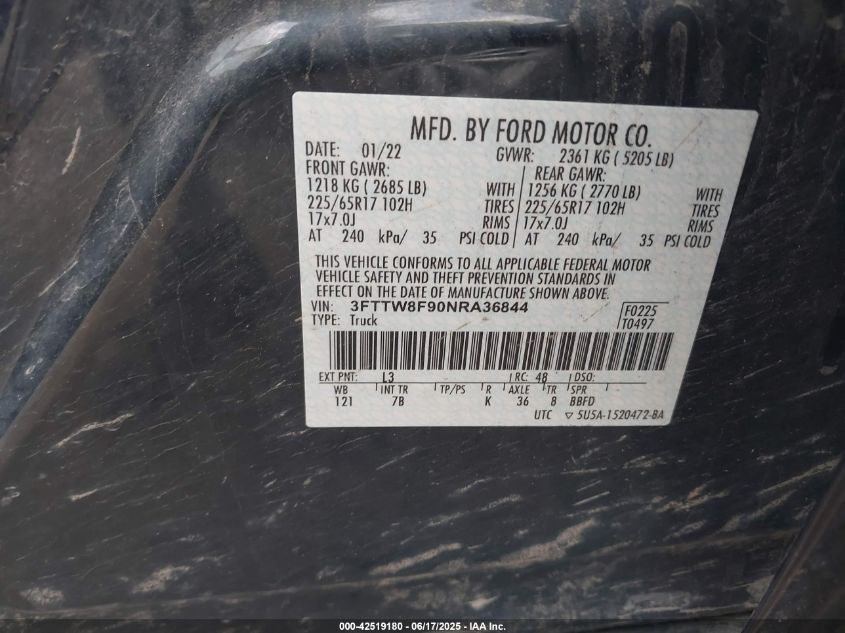 MFD. BY FORD MOTOR CO.
DATE: 01/22 GVWR: 2361 KG ( 5205 LB)
FRONT GAWR: REAR GAWR:
1218 KG ( 2685 LB) WITH 1256 KG ( 2770 LB) WITH
225/65R17 102H TIRES 225/65R17 102H TIRES
17x7.0J RIMS 17x7.0J RIMS
AT 240 kPa/ 35 PSI COLD AT 240 kPa/ 35 PSI COLD
THIS VEHICLE CONFORMS TO ALL APPLICABLE FEDERAL MOTOR
VEHICLE SAFETY AND THEFT PREVENTION STANDARDS IN
EFFECT ON THE DATE OF MANUFACTURE SHOWN ABOVE.
VIN: 3FTTW8F90NRA36844 F0225
TYPE: Truck T0497
EXT PNT: L3 RC: 48 DSO:
WB INT TR TP/PS R AXLE TR SPR
121 7B K 36 8 BBFD
UTC ▽ 5U5A-1520472-BA
000-42519180 - 06/17/2025 - IAA Inc.